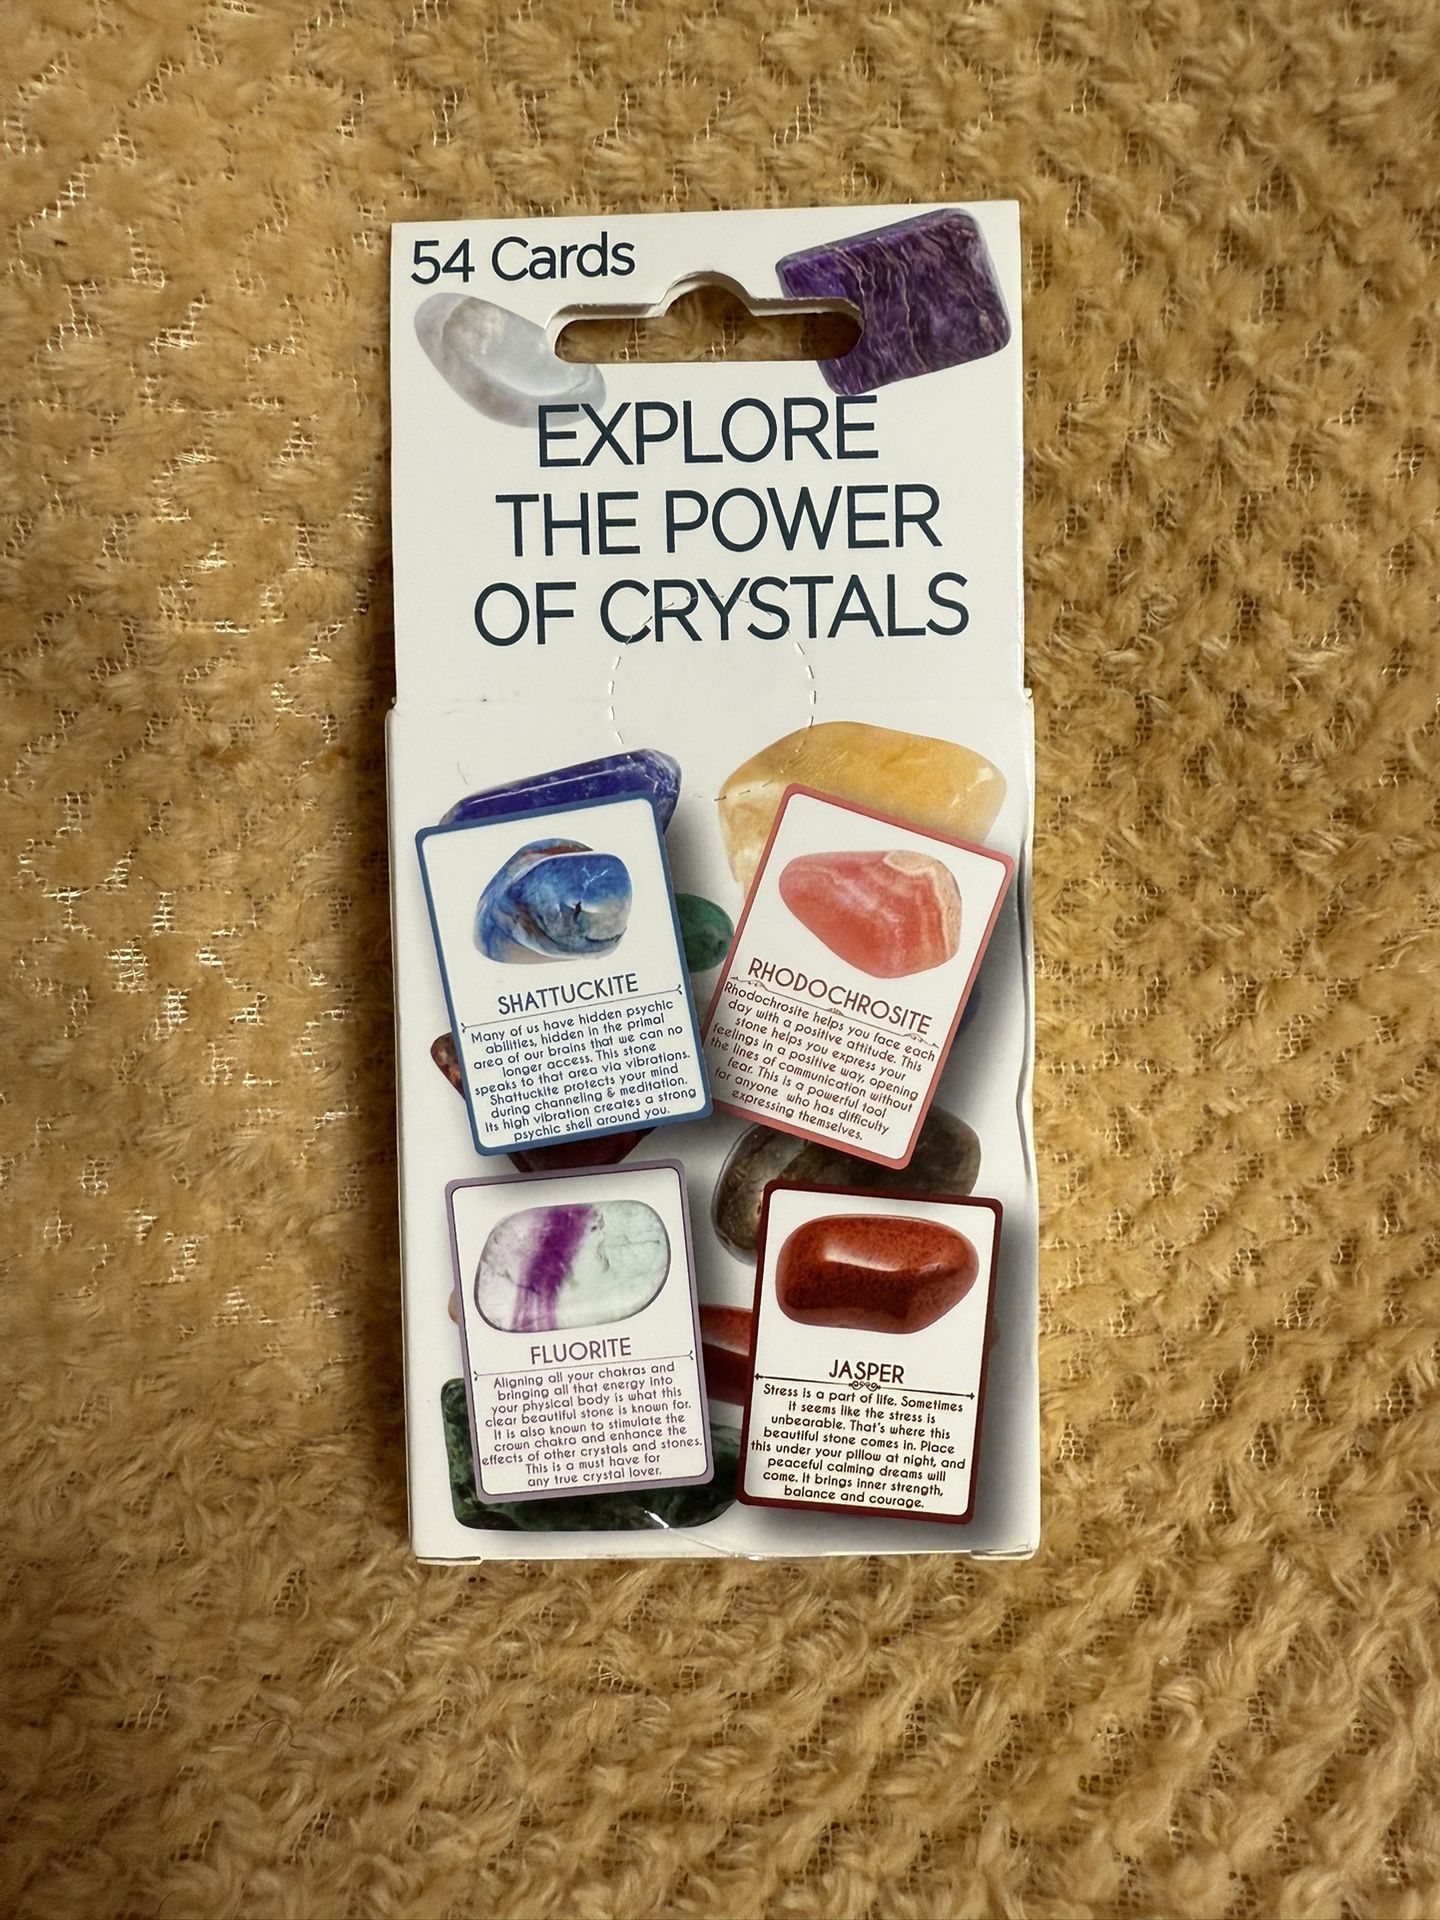 54 Cards
EXPLORE
THE POWER
OF CRYSTALS
SHATTUCKITE
Many of us have hidden psychic
abilities, hidden in the primal
area of our brains that we can no
longer access. This stone
speaks to that area via vibrations.
Shattuckite protects your mind
during channeling & meditation.
Its high vibration creates a strong
psychic shell around you.
RHODOCHROSITE
Rhodochrosite helps you face each
day with a positive attitude. This
stone helps you express your
feelings in a positive way, opening
the lines of communication without
fear. This is a powerful tool
for anyone who has difficulty
expressing themselves.
FLUORITE
Aligning all your chakras and
bringing all that energy into
your physical body is what this
clear beautiful stone is known for.
It is also known to stimulate the
crown chakra and enhance the
effects of other crystals and stones.
This is a must have for
any true crystal lover.
JASPER
Stress is a part of life. Sometimes
it seems like the stress is
unbearable. That's where this
beautiful stone comes in. Place
this under your pillow at night, and
peaceful calming dreams will
come. It brings inner strength,
balance and courage.